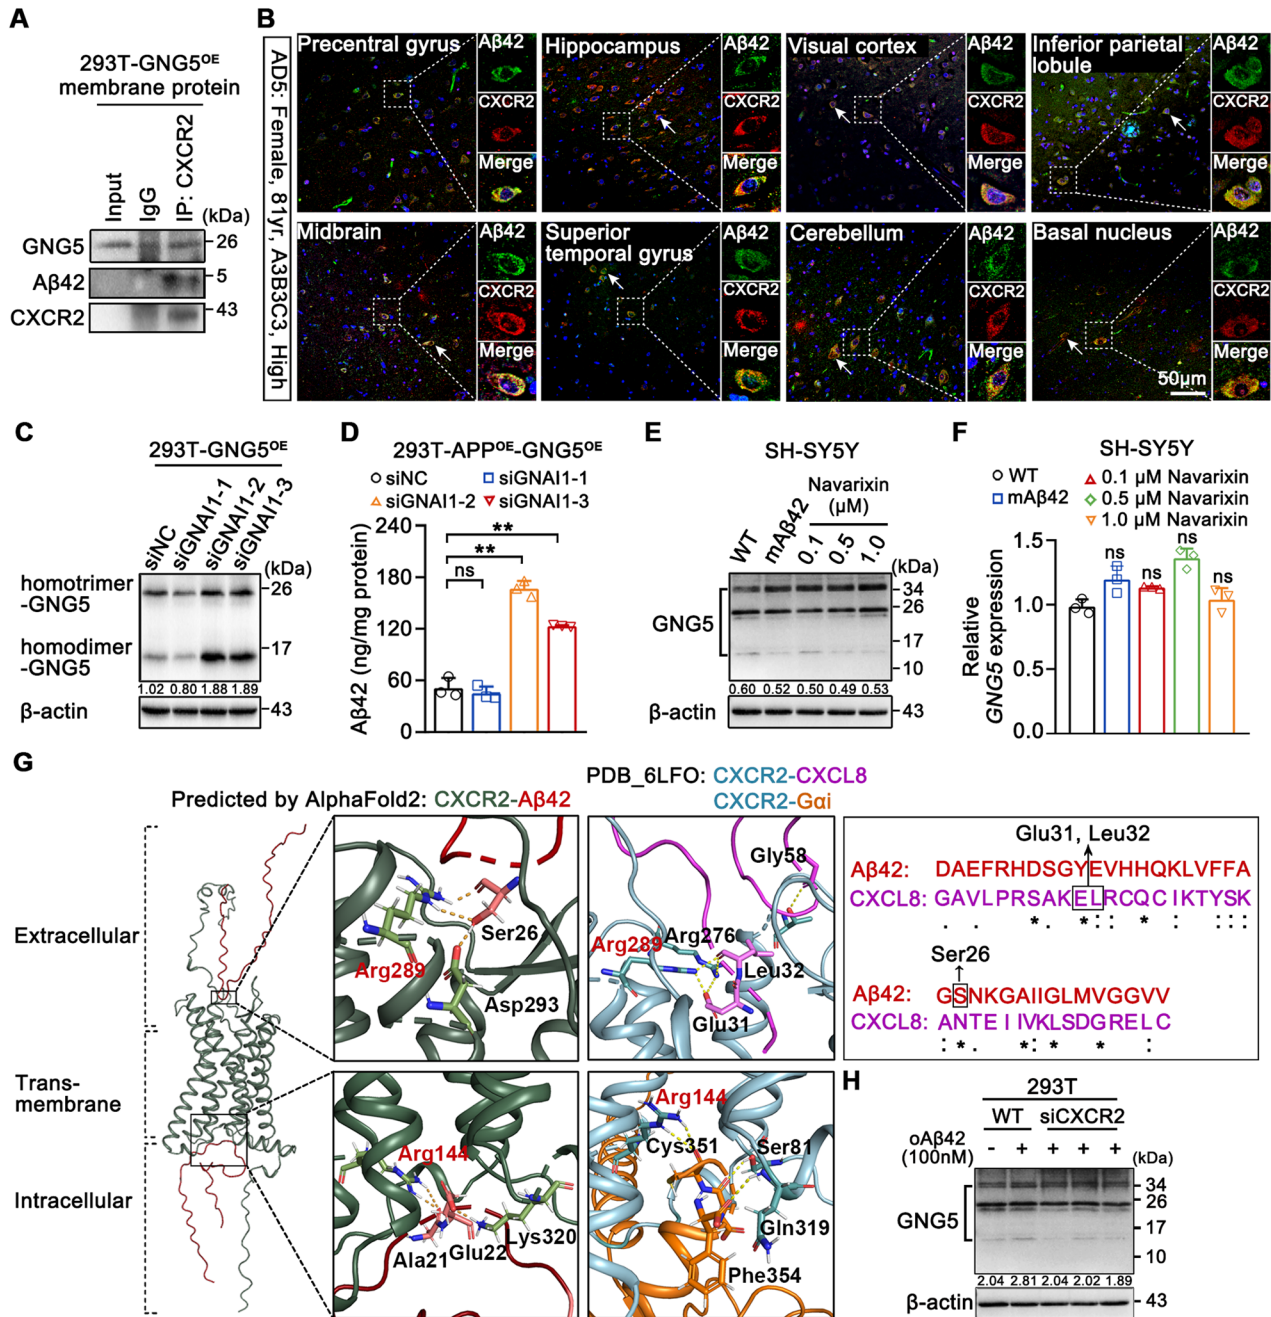 A
293T-GNG5OE
membrane protein
Input
IgG
IP: CXCR2
(kDa)
GNG5
26
Aβ42
5
CXCR2
43
B
AD5: Female, 81yr, A3B3C3, High
Precentral gyrus
Aβ42
CXCR2
Merge
Hippocampus
Aβ42
CXCR2
Merge
Visual cortex
Aβ42
CXCR2
Merge
Inferior parietal
lobule
Aβ42
CXCR2
Merge
Midbrain
Aβ42
CXCR2
Merge
Superior
temporal gyrus
Aβ42
CXCR2
Merge
Cerebellum
Aβ42
CXCR2
Merge
Basal nucleus
Aβ42
CXCR2
Merge
50μm
C
293T-GNG5OE
siNC
siGNAI1-1
siGNAI1-2
siGNAI1-3
(kDa)
homotrimer
-GNG5
26
homodimer
-GNG5
17
1.02 0.80 1.88 1.89
β-actin
43
D
293T-APPOE-GNG5OE
siNC
siGNAI1-1
siGNAI1-2
siGNAI1-3
Aβ42 (ng/mg protein)
240
180
120
60
0
**
**
ns
E
SH-SY5Y
Navarixin
(μM)
WT
mAβ42
0.1
0.5
1.0
(kDa)
GNG5
34
26
17
10
0.60 0.52 0.50 0.49 0.53
β-actin
43
F
SH-SY5Y
WT
0.1 μM Navarixin
mAβ42
0.5 μM Navarixin
1.0 μM Navarixin
Relative
GNG5 expression
1.5
1.0
0.5
0.0
ns
ns
ns
ns
G
Predicted by AlphaFold2: CXCR2-Aβ42
PDB_6LFO: CXCR2-CXCL8
CXCR2-Gαi
Extracellular
Trans-
membrane
Intracellular
Ser26
Arg289
Asp293
Gly58
Arg289
Arg276
Leu32
Glu31
Arg144
Ala21
Glu22
Lys320
Arg144
Cys351
Ser81
Gln319
Phe354
Glu31, Leu32
Aβ42: DAEFRHDSGYEVHHQKLVFFA
CXCL8: GAVLPRSAKELRCQCIKTYSK
. . * . * : : * : . : : :
Ser26
Aβ42: GSNKGAIIGLMVGGVV
CXCL8: ANTEIIVKLSDGRELC
: * . * : * * :
H
293T
WT
siCXCR2
oAβ42
(100nM)
- + + + +
(kDa)
GNG5
34
26
17
10
2.04 2.81 2.04 2.02 1.89
β-actin
43